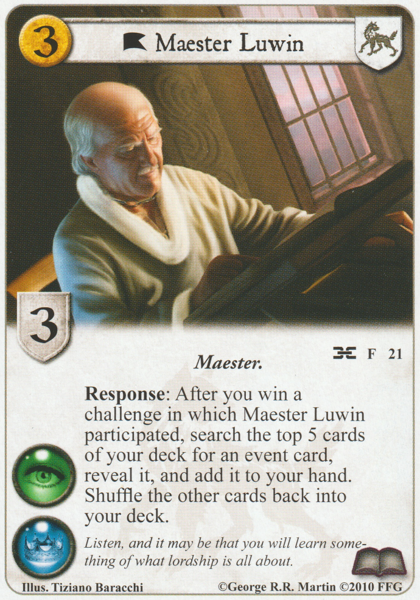 3
Maester Luwin
3
Maester.
F 21
Response: After you win a
challenge in which Maester Luwin
participated, search the top 5 cards
of your deck for an event card,
reveal it, and add it to your hand.
Shuffle the other cards back into
your deck.
Listen, and it may be that you will learn some-
thing of what lordship is all about.
Illus. Tiziano Baracchi
©George R.R. Martin ©2010 FFG